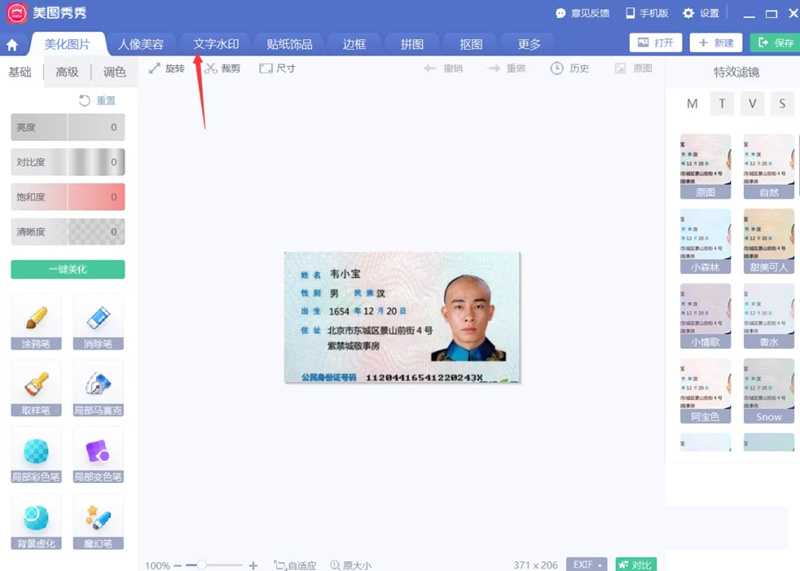 美图秀秀
意见反馈 手机版 设置
美化图片 人像美容 文字水印 贴纸饰品 边框 拼图 抠图 更多
打开 新建 保存
基础 高级 调色
旋转 裁剪 尺寸 撤销 重做 历史 原图
特效滤镜
重置
M T V S
亮度 0
对比度 0
饱和度 0
清晰度 0
一键美化
涂鸦笔 消除笔
取样笔 局部马赛克
局部彩色笔 局部变色笔
背景虚化 魔幻笔
姓名 韦小宝
性别 男 民族 汉
出生 1654 年 12 月 20 日
住址 北京市东城区景山前街 4 号
紫禁城敬事房
公民身份证号码 11204416541220243X
原图 自然
小森林 甜美可人
小情歌 香水
阿宝色 Snow
100% 自适应 原大小
371 x 206 EXIF 对比